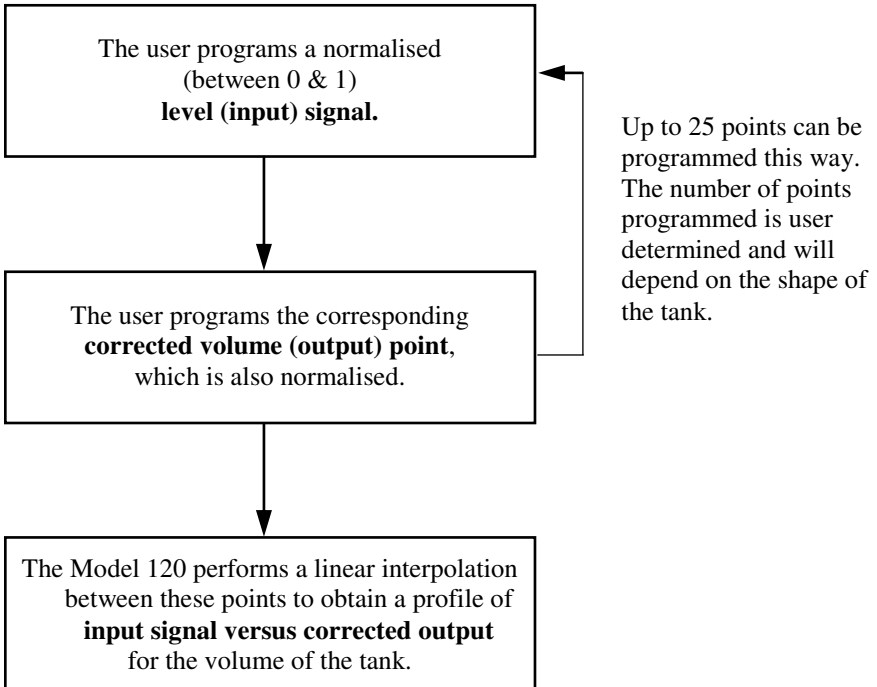 The user programs a normalised
(between 0 & 1)
level (input) signal.
Up to 25 points can be
programmed this way.
The number of points
programmed is user
determined and will
depend on the shape of
the tank.
The user programs the corresponding
corrected volume (output) point,
which is also normalised.
The Model 120 performs a linear interpolation
between these points to obtain a profile of
input signal versus corrected output
for the volume of the tank.